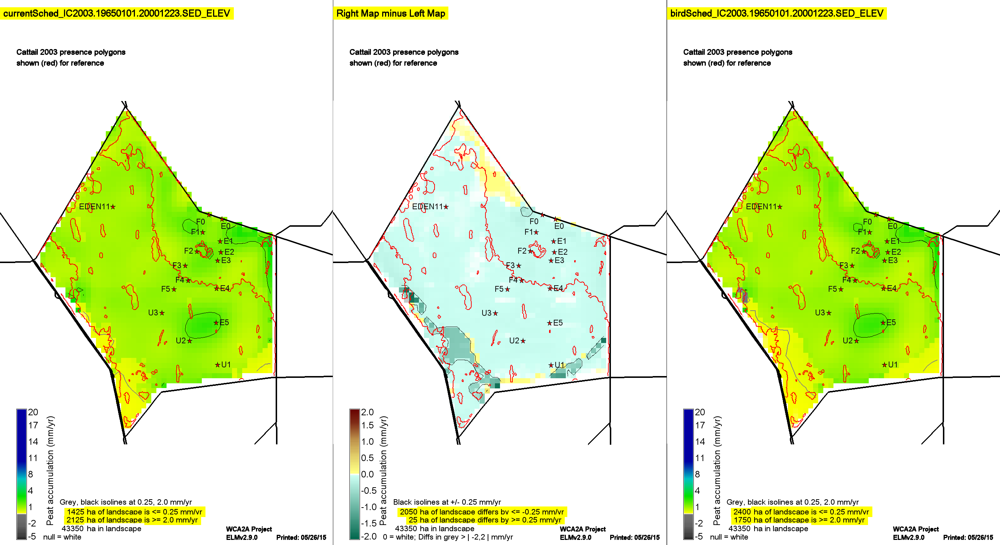 currentSched_IC2003.19650101.20001223.SED_ELEV
Cattail 2003 presence polygons
shown (red) for reference
EDEN11
F0
E0
F1
E1
F2
E2
E3
F3
F4
F5
E4
U3
E5
U2
U1
20
17
14
11
8
4
1
-2
-5
Peat accumulation (mm/yr)
Grey, black isolines at 0.25, 2.0 mm/yr
1425 ha of landscape is <= 0.25 mm/yr
2125 ha of landscape is >= 2.0 mm/yr
43350 ha in landscape
null = white
WCA2A Project
ELMv2.9.0
Printed: 05/26/15
Right Map minus Left Map
Cattail 2003 presence polygons
shown (red) for reference
EDEN11
F0
E0
F1
E1
F2
E2
E3
F3
F4
F5
E4
U3
E5
U2
U1
2.0
1.5
1.0
0.5
0.0
-0.5
-1.0
-1.5
-2.0
Peat accumulation (mm/yr)
Black isolines at +/- 0.25 mm/yr
2050 ha of landscape differs by <= -0.25 mm/yr
25 ha of landscape differs by >= 0.25 mm/yr
43350 ha in landscape
0 = white; Diffs in grey > | -2,2 | mm/yr
WCA2A Project
ELMv2.9.0
Printed: 05/26/15
birdSched_IC2003.19650101.20001223.SED_ELEV
Cattail 2003 presence polygons
shown (red) for reference
EDEN11
F0
E0
F1
E1
F2
E2
E3
F3
F4
F5
E4
U3
E5
U2
U1
20
17
14
11
8
4
1
-2
-5
Peat accumulation (mm/yr)
Grey, black isolines at 0.25, 2.0 mm/yr
2400 ha of landscape is <= 0.25 mm/yr
1750 ha of landscape is >= 2.0 mm/yr
43350 ha in landscape
null = white
WCA2A Project
ELMv2.9.0
Printed: 05/26/15